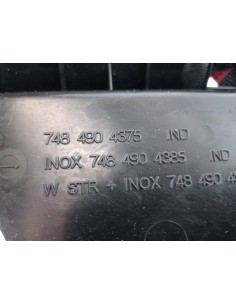 748 490 4375 IND
INOX 748 490 4385 IND
W STR + INOX 748 490